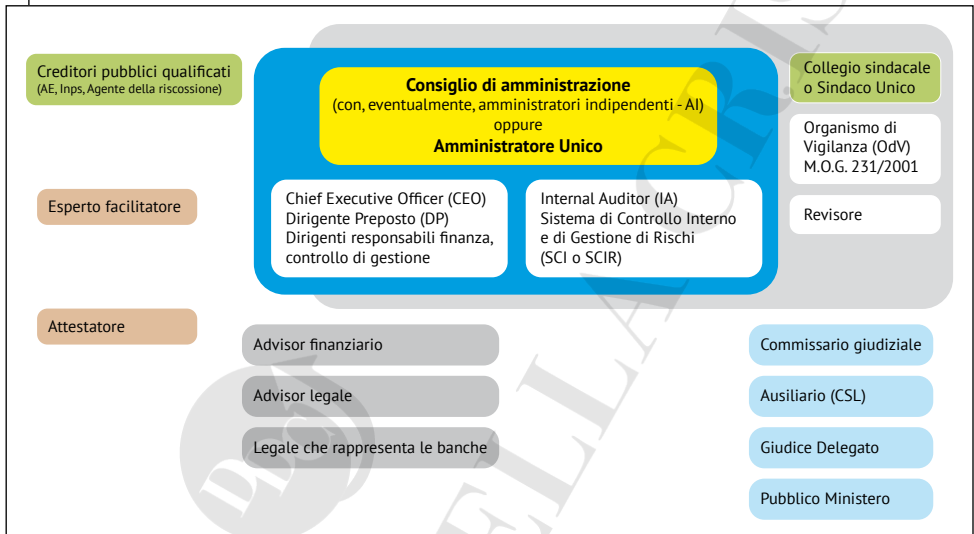 Creditori pubblici qualificati
(AE, Inps, Agente della riscossione)
Consiglio di amministrazione
(con, eventualmente, amministratori indipendenti - AI)
oppure
Amministratore Unico
Collegio sindacale
o Sindaco Unico
Organismo di
Vigilanza (OdV)
M.O.G. 231/2001
Revisore
Esperto facilitatore
Chief Executive Officer (CEO)
Dirigente Preposto (DP)
Dirigenti responsabili finanza,
controllo di gestione
Internal Auditor (IA)
Sistema di Controllo Interno
e di Gestione di Rischi
(SCI o SCIR)
Attestatore
Advisor finanziario
Advisor legale
Legale che rappresenta le banche
Commissario giudiziale
Ausiliario (CSL)
Giudice Delegato
Pubblico Ministero
ELLA CRIS